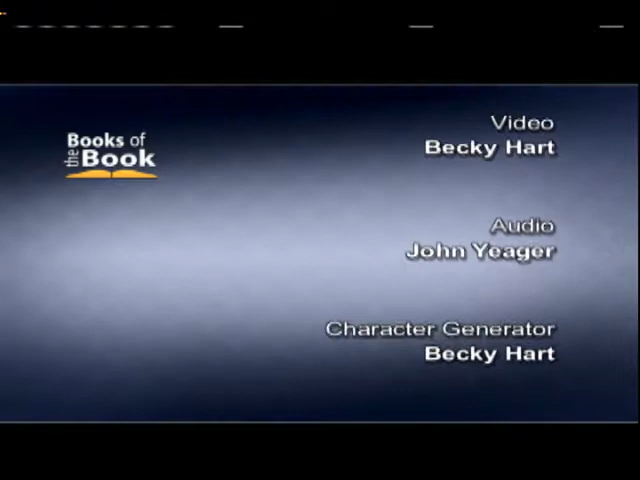 Books of
the Book
Video
Becky Hart
Audio
John Yeager
Character Generator
Becky Hart